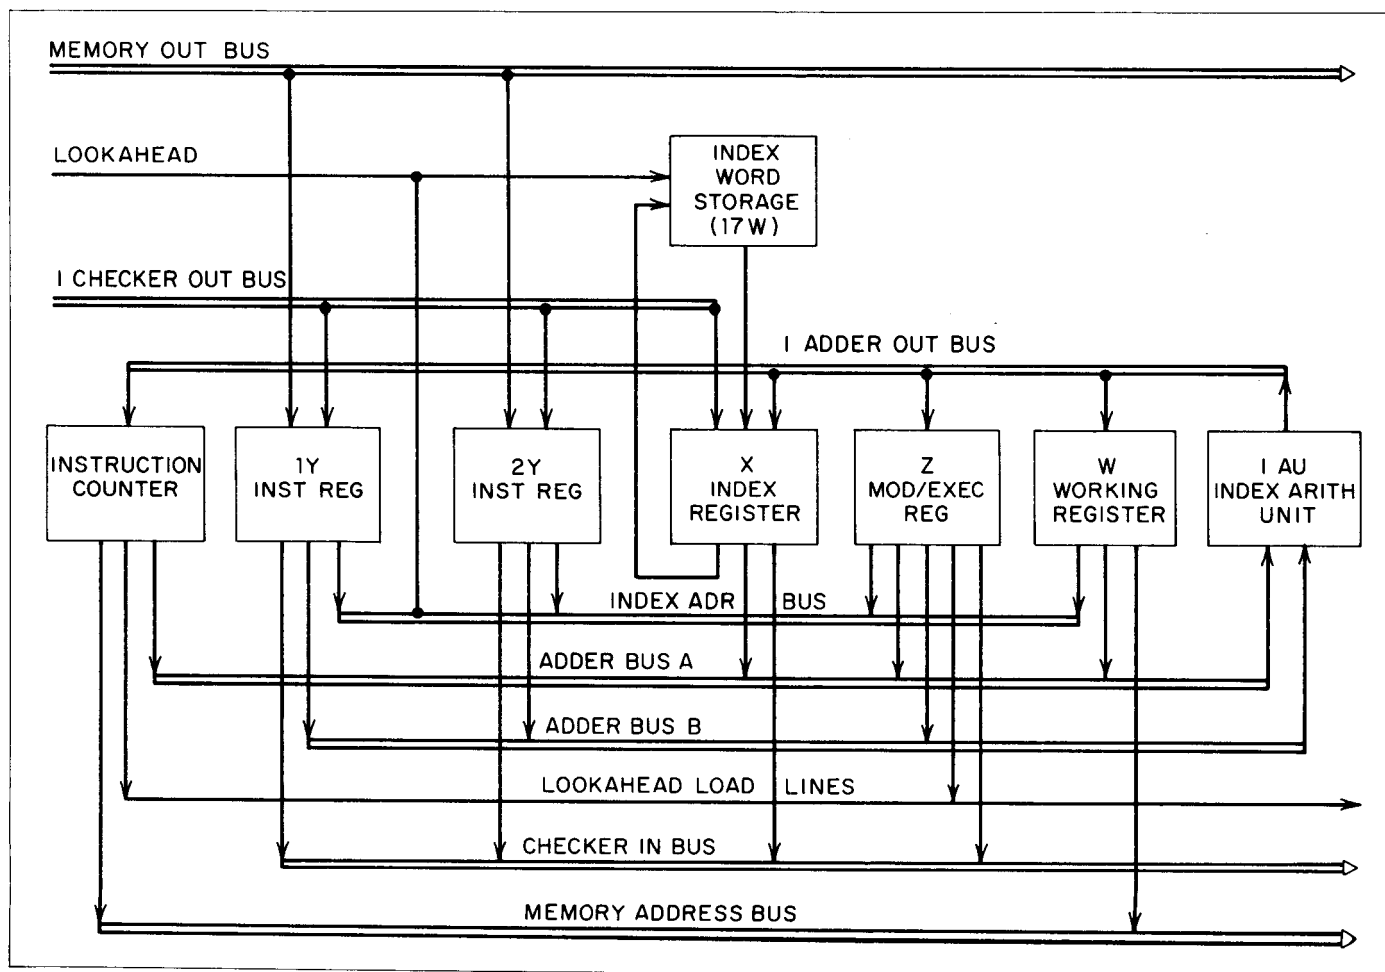 MEMORY OUT BUS
LOOKAHEAD
INDEX
WORD
STORAGE
(17W)
I CHECKER OUT BUS
I ADDER OUT BUS
INSTRUCTION
COUNTER
1Y
INST REG
2Y
INST REG
X
INDEX
REGISTER
Z
MOD/EXEC
REG
W
WORKING
REGISTER
I AU
INDEX ARITH
UNIT
INDEX ADR BUS
ADDER BUS A
ADDER BUS B
LOOKAHEAD LOAD LINES
CHECKER IN BUS
MEMORY ADDRESS BUS